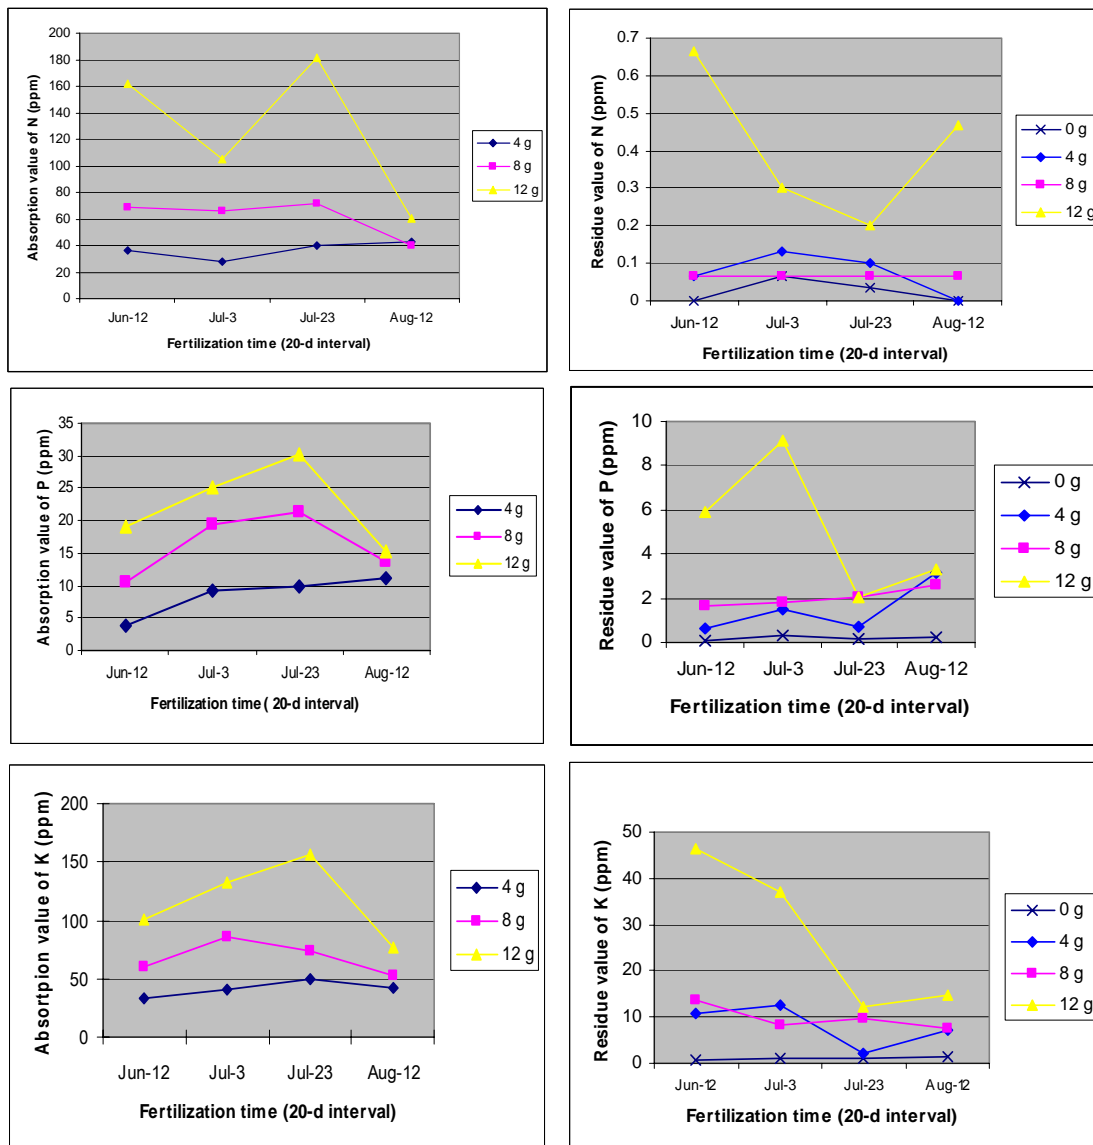 Absorption value of N (ppm)
200
180
160
140
120
100
80
60
40
20
0
Jun-12 Jul-3 Jul-23 Aug-12
Fertilization time (20-d interval)
4 g
8 g
12 g
Residue value of N (ppm)
0.7
0.6
0.5
0.4
0.3
0.2
0.1
0
Jun-12 Jul-3 Jul-23 Aug-12
Fertilization time (20-d interval)
0 g
4 g
8 g
12 g
Absorption value of P (ppm)
35
30
25
20
15
10
5
0
Jun-12 Jul-3 Jul-23 Aug-12
Fertilization time ( 20-d interval)
4 g
8 g
12 g
Residue value of P (ppm)
10
8
6
4
2
0
Jun-12 Jul-3 Jul-23 Aug-12
Fertilization time (20-d interval)
0 g
4 g
8 g
12 g
Absortption value of K (ppm)
200
150
100
50
0
Jun-12 Jul-3 Jul-23 Aug-12
Fertilization time (20-d interval)
4 g
8 g
12 g
Residue value of K (ppm)
50
40
30
20
10
0
Jun-12 Jul-3 Jul-23 Aug-12
Fertilization time (20-d interval)
0 g
4 g
8 g
12 g